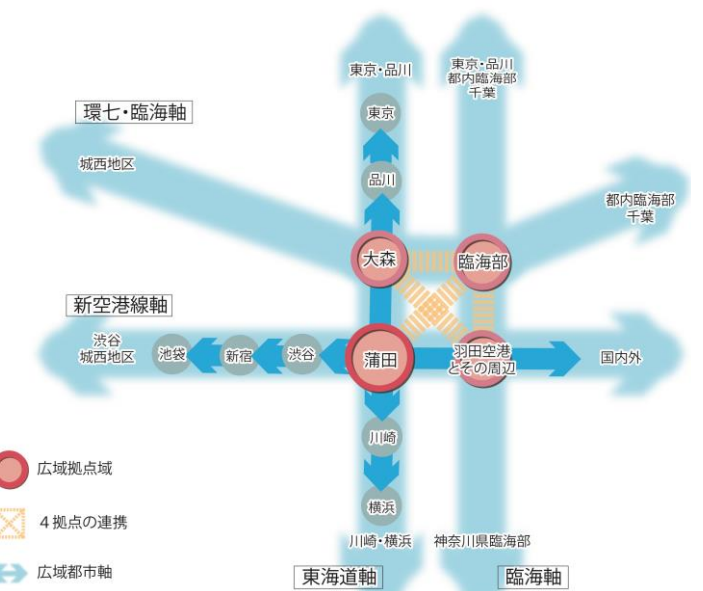 東京・品川
東京・品川
都内臨海部
千葉
環七・臨海軸
東京
城西地区
品川
都内臨海部
千葉
大森
臨海部
新空港線軸
渋谷
城西地区
池袋
新宿
渋谷
蒲田
羽田空港
とその周辺
国内外
川崎
広域拠点域
横浜
4拠点の連携
川崎・横浜
神奈川県臨海部
広域都市軸
東海道軸
臨海軸